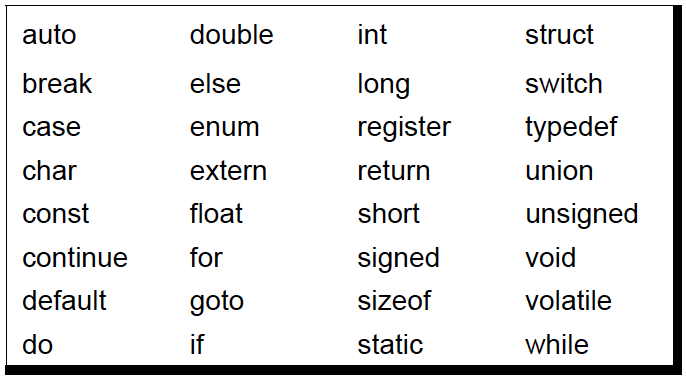 auto double int struct
break else long switch
case enum register typedef
char extern return union
const float short unsigned
continue for signed void
default goto sizeof volatile
do if static while